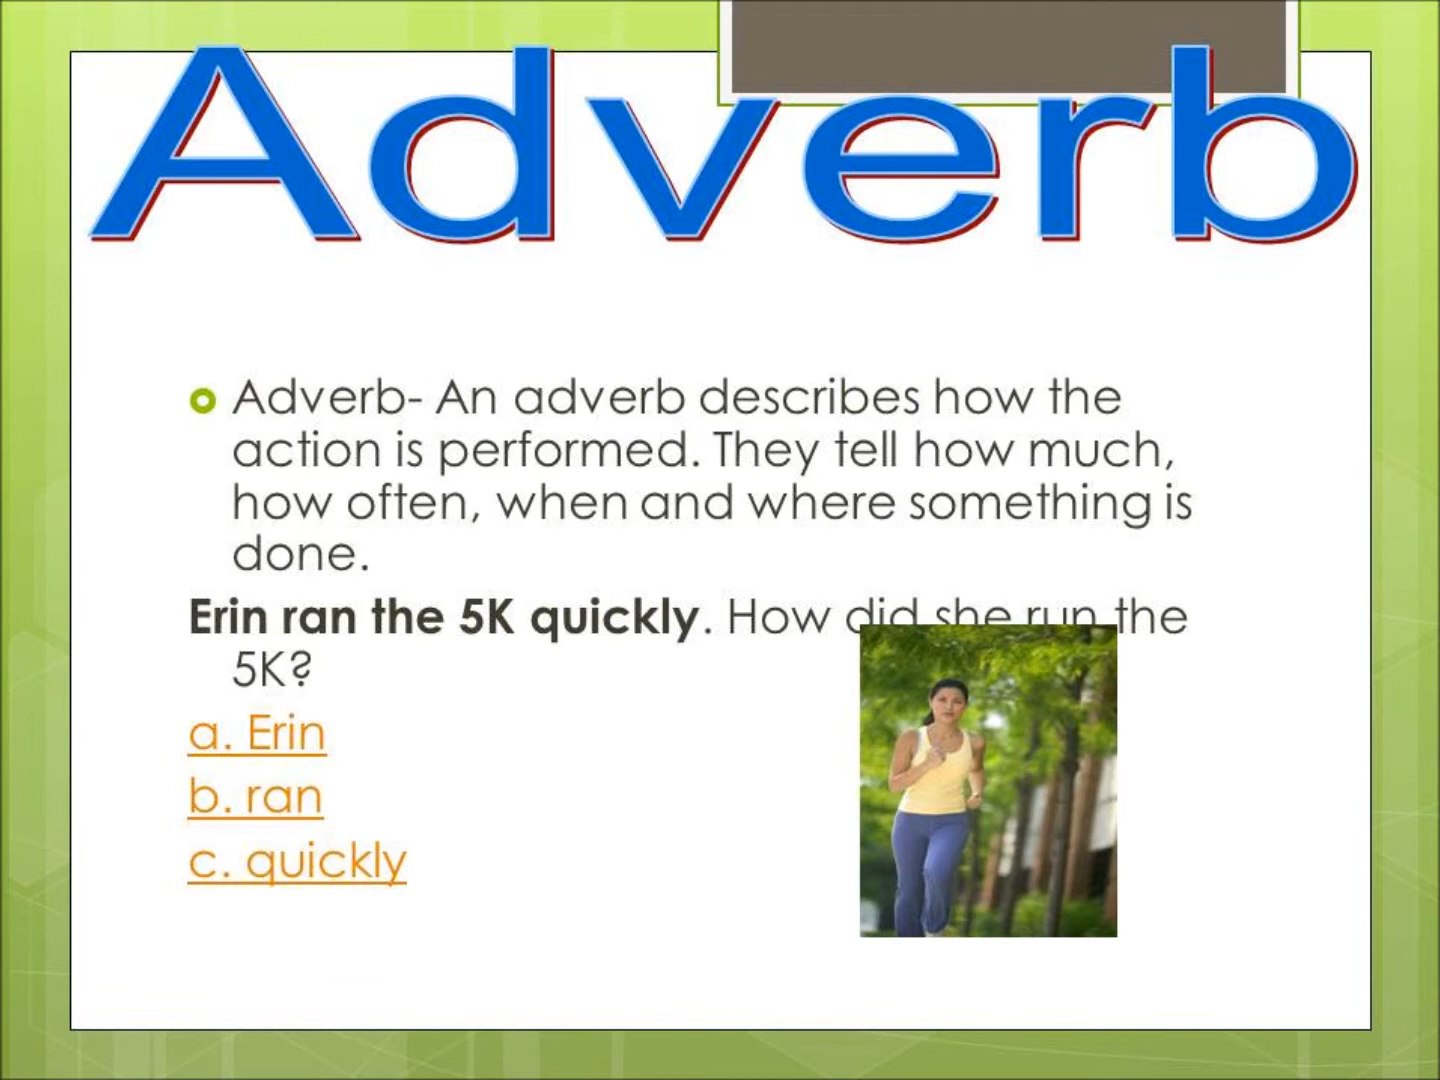 Adverb
Adverb- An adverb describes how the
action is performed. They tell how much,
how often, when and where something is
done.
Erin ran the 5K quickly. How did she run the
5K?
a. Erin
b. ran
c. quickly